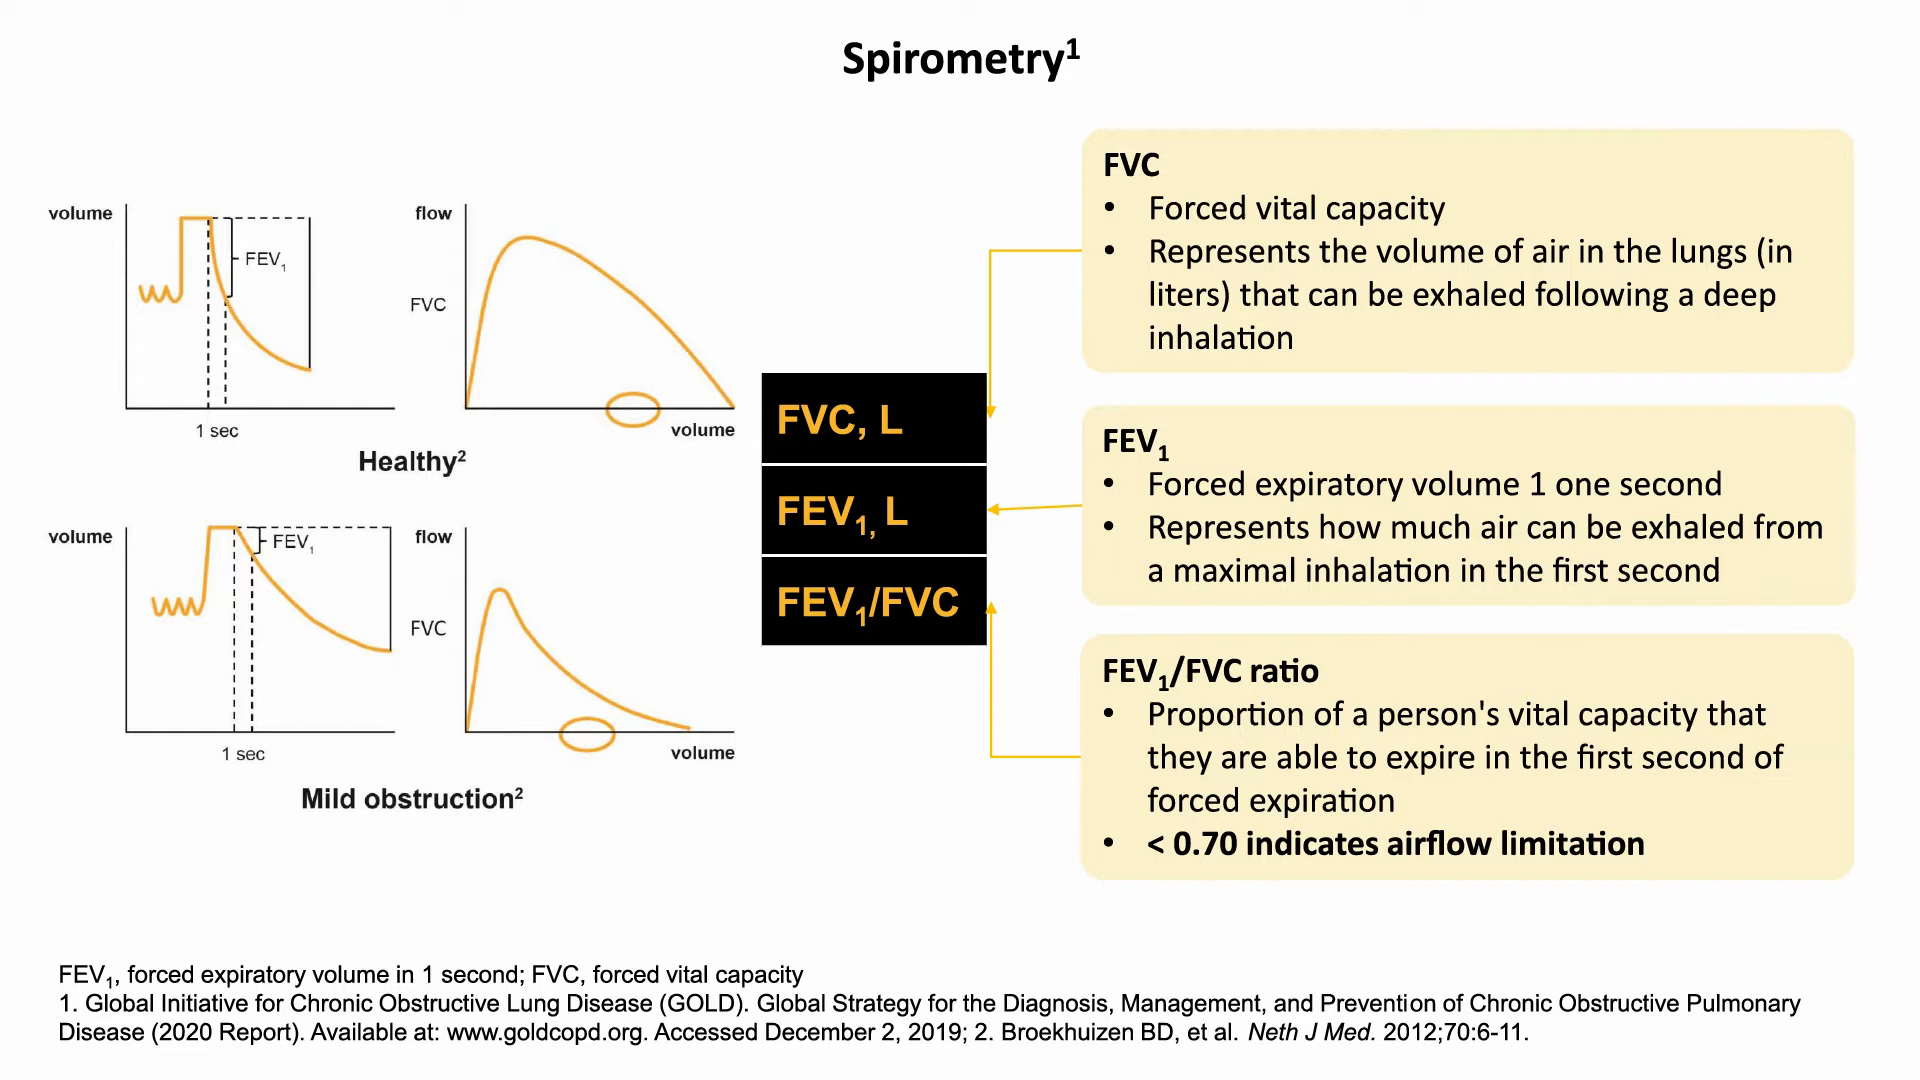 Spirometry1
volume
FEV1
1 sec
flow
FVC
volume
Healthy2
volume
FEV1
1 sec
flow
FVC
volume
Mild obstruction2
FVC, L
FEV1, L
FEV1/FVC
FVC
• Forced vital capacity
• Represents the volume of air in the lungs (in
liters) that can be exhaled following a deep
inhalation
FEV1
• Forced expiratory volume 1 one second
• Represents how much air can be exhaled from
a maximal inhalation in the first second
FEV1/FVC ratio
• Proportion of a person's vital capacity that
they are able to expire in the first second of
forced expiration
• < 0.70 indicates airflow limitation
FEV1, forced expiratory volume in 1 second; FVC, forced vital capacity
1. Global Initiative for Chronic Obstructive Lung Disease (GOLD). Global Strategy for the Diagnosis, Management, and Prevention of Chronic Obstructive Pulmonary
Disease (2020 Report). Available at: www.goldcopd.org. Accessed December 2, 2019; 2. Broekhuizen BD, et al. Neth J Med. 2012;70:6-11.